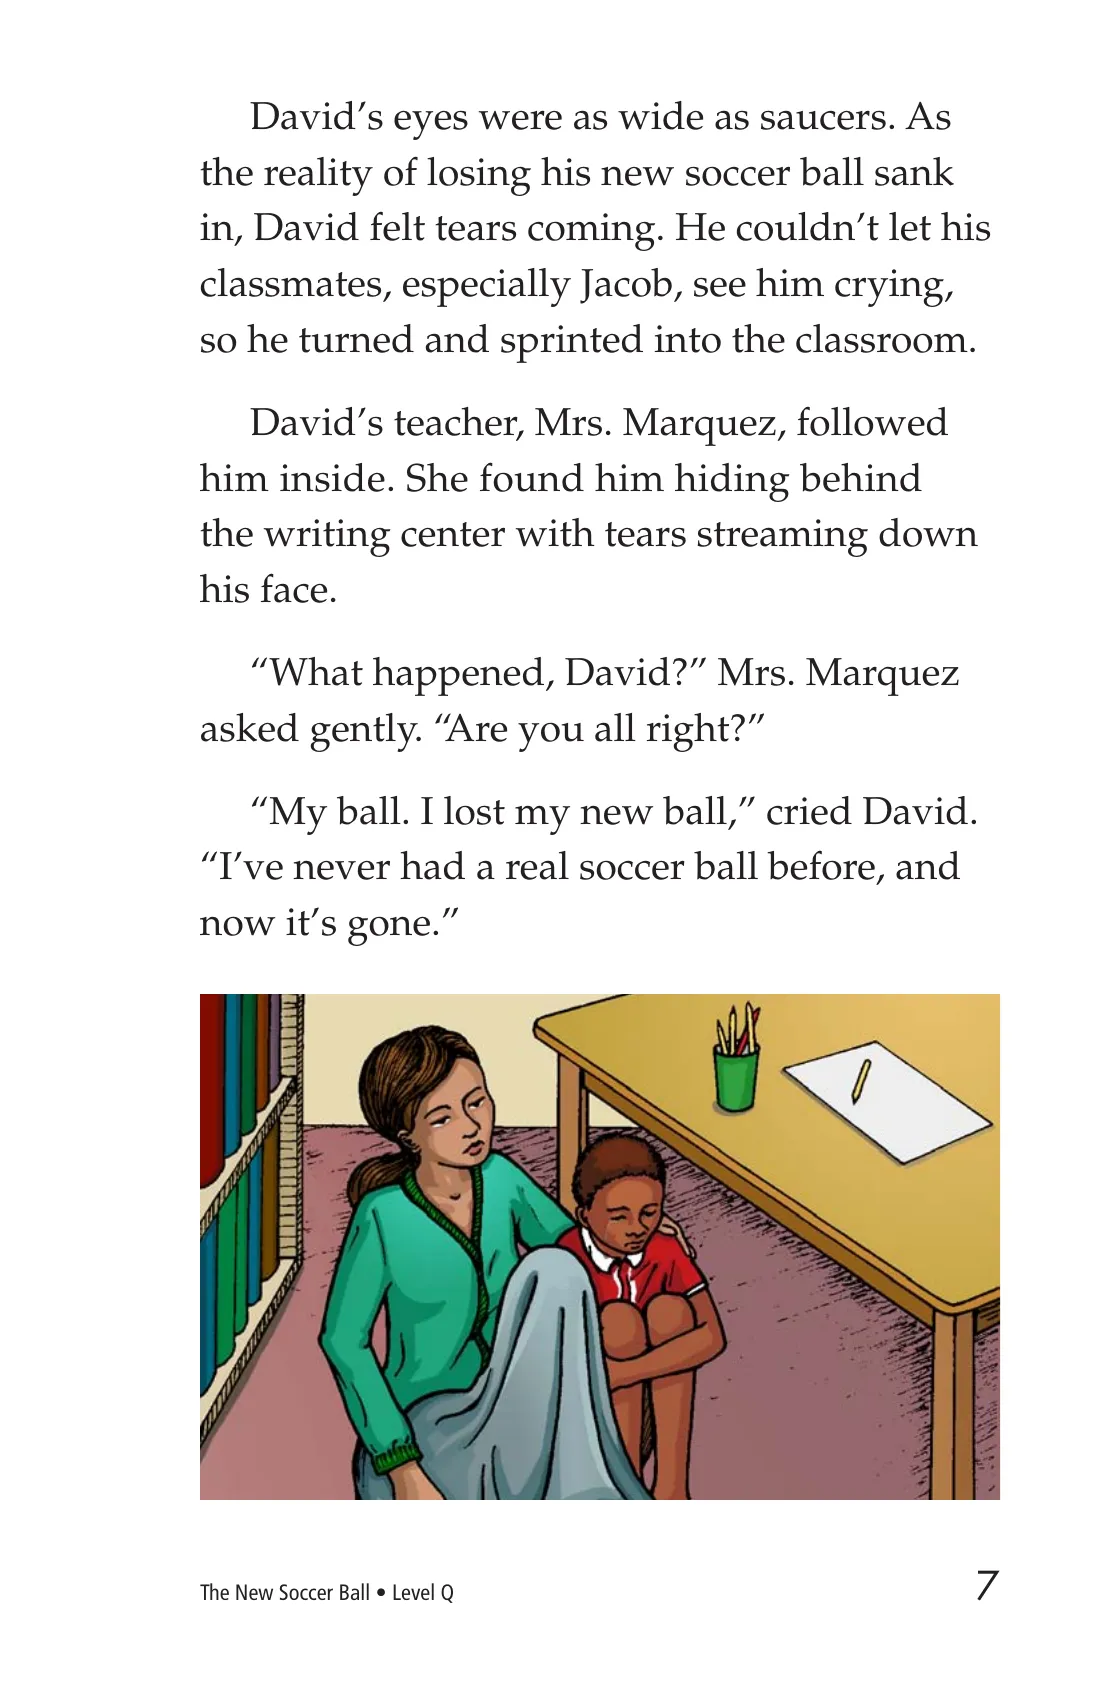 David’s eyes were as wide as saucers. As
the reality of losing his new soccer ball sank
in, David felt tears coming. He couldn’t let his
classmates, especially Jacob, see him crying,
so he turned and sprinted into the classroom.
David’s teacher, Mrs. Marquez, followed
him inside. She found him hiding behind
the writing center with tears streaming down
his face.
“What happened, David?” Mrs. Marquez
asked gently. “Are you all right?”
“My ball. I lost my new ball,” cried David.
“I’ve never had a real soccer ball before, and
now it’s gone.”
The New Soccer Ball • Level Q
7